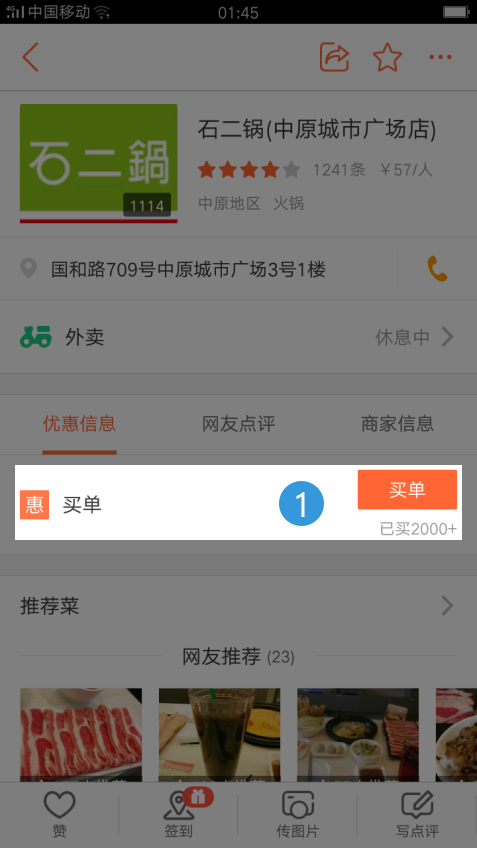 4G 中国移动 01:45
石二鍋
1114
石二锅(中原城市广场店)
1241条 ￥57/人
中原地区 火锅
国和路709号中原城市广场3号1楼
外卖 休息中
优惠信息 网友点评 商家信息
惠 买单 1 买单
已买2000+
推荐菜
网友推荐 (23)
赞 签到 传图片 写点评